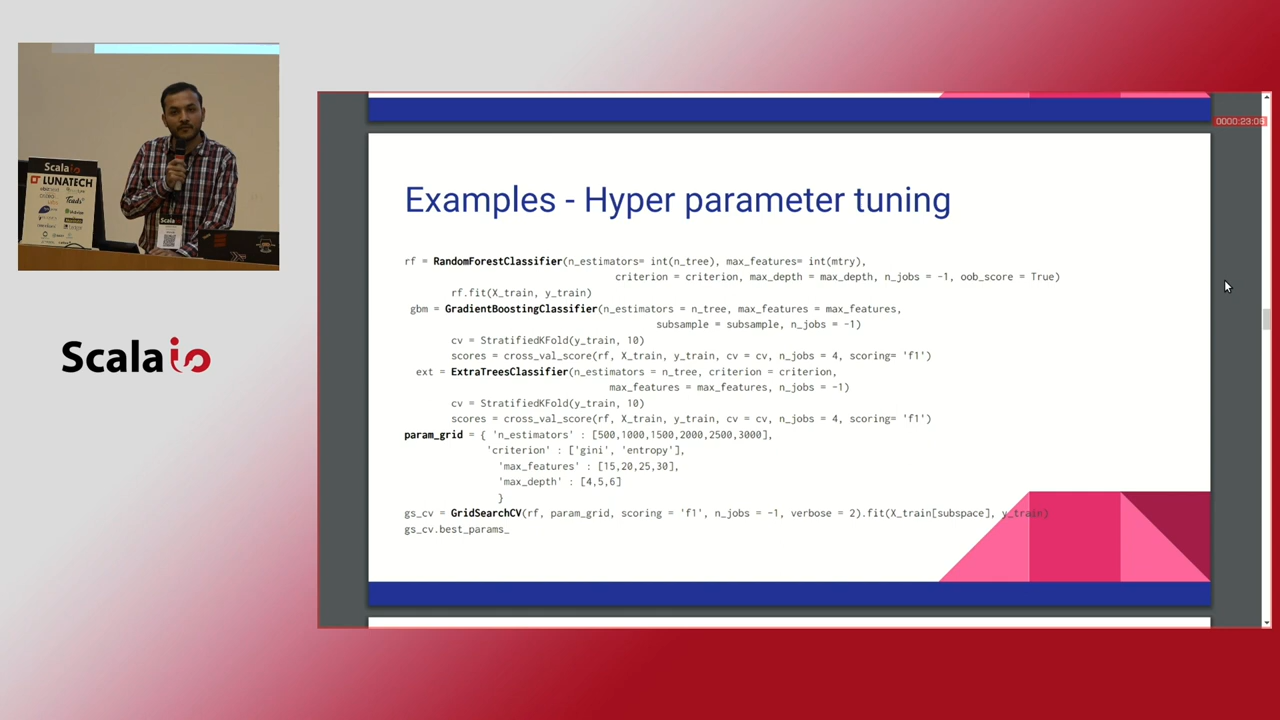 Scalaio
LUNATECH
Scala
Scalaio
0000:23:08
Examples - Hyper parameter tuning
rf = RandomForestClassifier(n_estimators= int(n_tree), max_features= int(mtry),
criterion = criterion, max_depth = max_depth, n_jobs = -1, oob_score = True)
rf.fit(X_train, y_train)
gbm = GradientBoostingClassifier(n_estimators = n_tree, max_features = max_features,
subsample = subsample, n_jobs = -1)
cv = StratifiedKFold(y_train, 10)
scores = cross_val_score(rf, X_train, y_train, cv = cv, n_jobs = 4, scoring= 'f1')
ext = ExtraTreesClassifier(n_estimators = n_tree, criterion = criterion,
max_features = max_features, n_jobs = -1)
cv = StratifiedKFold(y_train, 10)
scores = cross_val_score(rf, X_train, y_train, cv = cv, n_jobs = 4, scoring= 'f1')
param_grid = { 'n_estimators' : [500,1000,1500,2000,2500,3000],
'criterion' : ['gini', 'entropy'],
'max_features' : [15,20,25,30],
'max_depth' : [4,5,6]
}
gs_cv = GridSearchCV(rf, param_grid, scoring = 'f1', n_jobs = -1, verbose = 2).fit(X_train[subspace], y_train)
gs_cv.best_params_